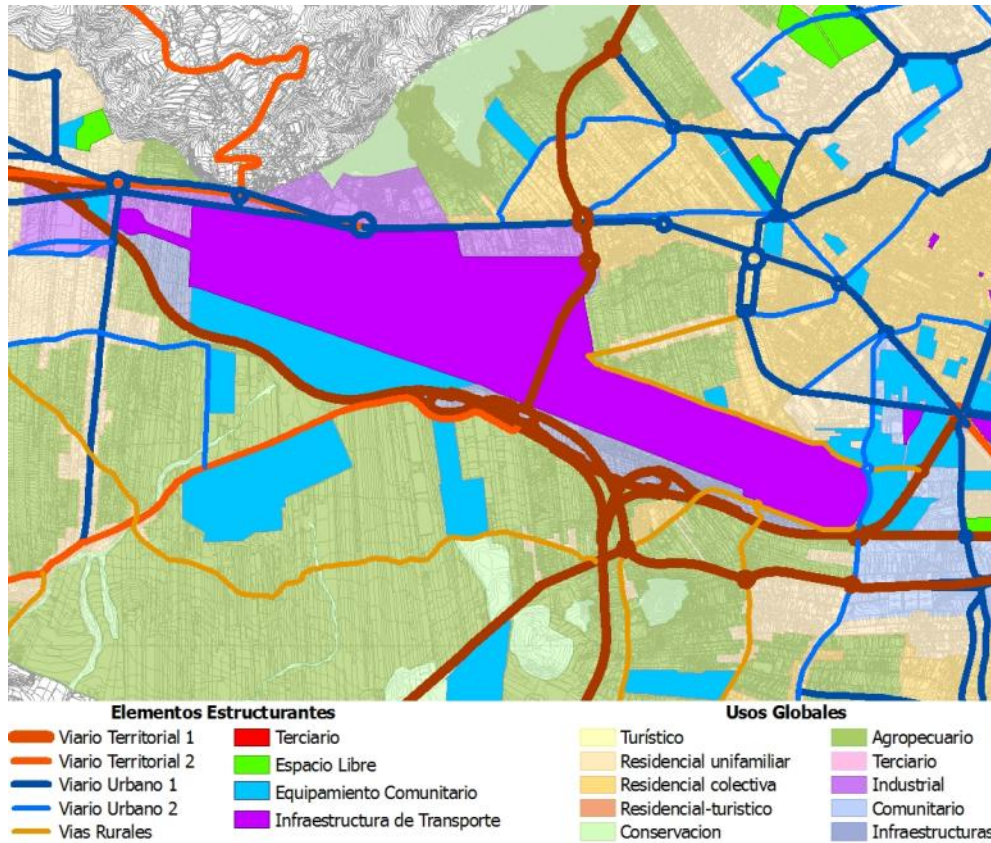 Elementos Estructurantes
Viario Territorial 1
Viario Territorial 2
Viario Urbano 1
Viario Urbano 2
Vias Rurales
Terciario
Espacio Libre
Equipamiento Comunitario
Infraestructura de Transporte
Usos Globales
Turístico
Residencial unifamiliar
Residencial colectiva
Residencial-turistico
Conservacion
Agropecuario
Terciario
Industrial
Comunitario
Infraestructuras